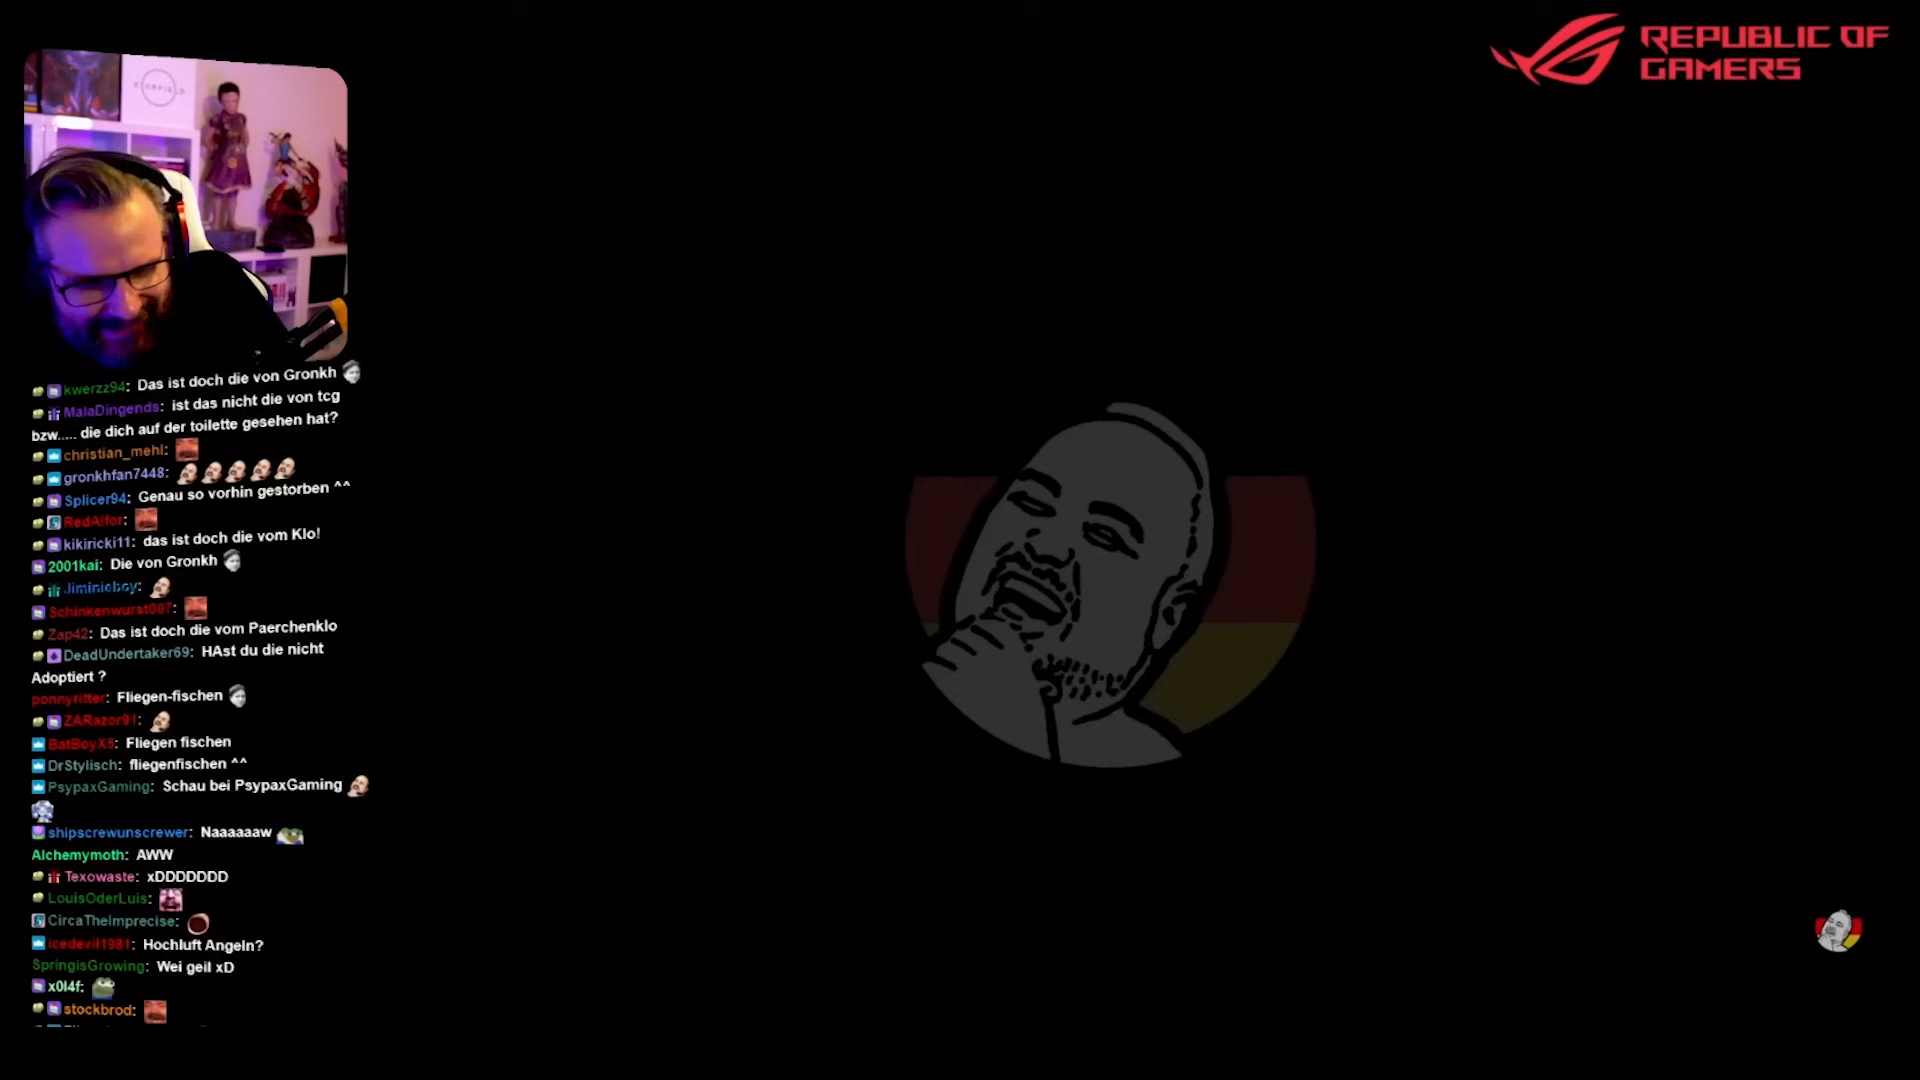 REPUBLIC OF
GAMERS
STARFIELD
kwerzz94: Das ist doch die von Gronkh
MalaDingends: ist das nicht die von tcg
bzw..... die dich auf der toilette gesehen hat?
christian_mehl:
gronkhfan7448:
Splicer94: Genau so vorhin gestorben ^^
RedAlfor:
kikiricki11: das ist doch die vom Klo!
2001kai: Die von Gronkh
Jiminieboy:
Schinkenwurst087:
Zap42: Das ist doch die vom Paerchenklo
DeadUndertaker69: HAst du die nicht
Adoptiert ?
ponnyritter: Fliegen-fischen
ZARazor91:
BatBoyX5: Fliegen fischen
DrStylisch: fliegenfischen ^^
PsypaxGaming: Schau bei PsypaxGaming
shipscrewunscrewer: Naaaaaaw
Alchemymoth: AWW
Texowaste: xDDDDDDD
LouisOderLuis:
CircaTheImprecise:
icedevil1981: Hochluft Angeln?
SpringisGrowing: Wei geil xD
x0l4f:
stockbrod: